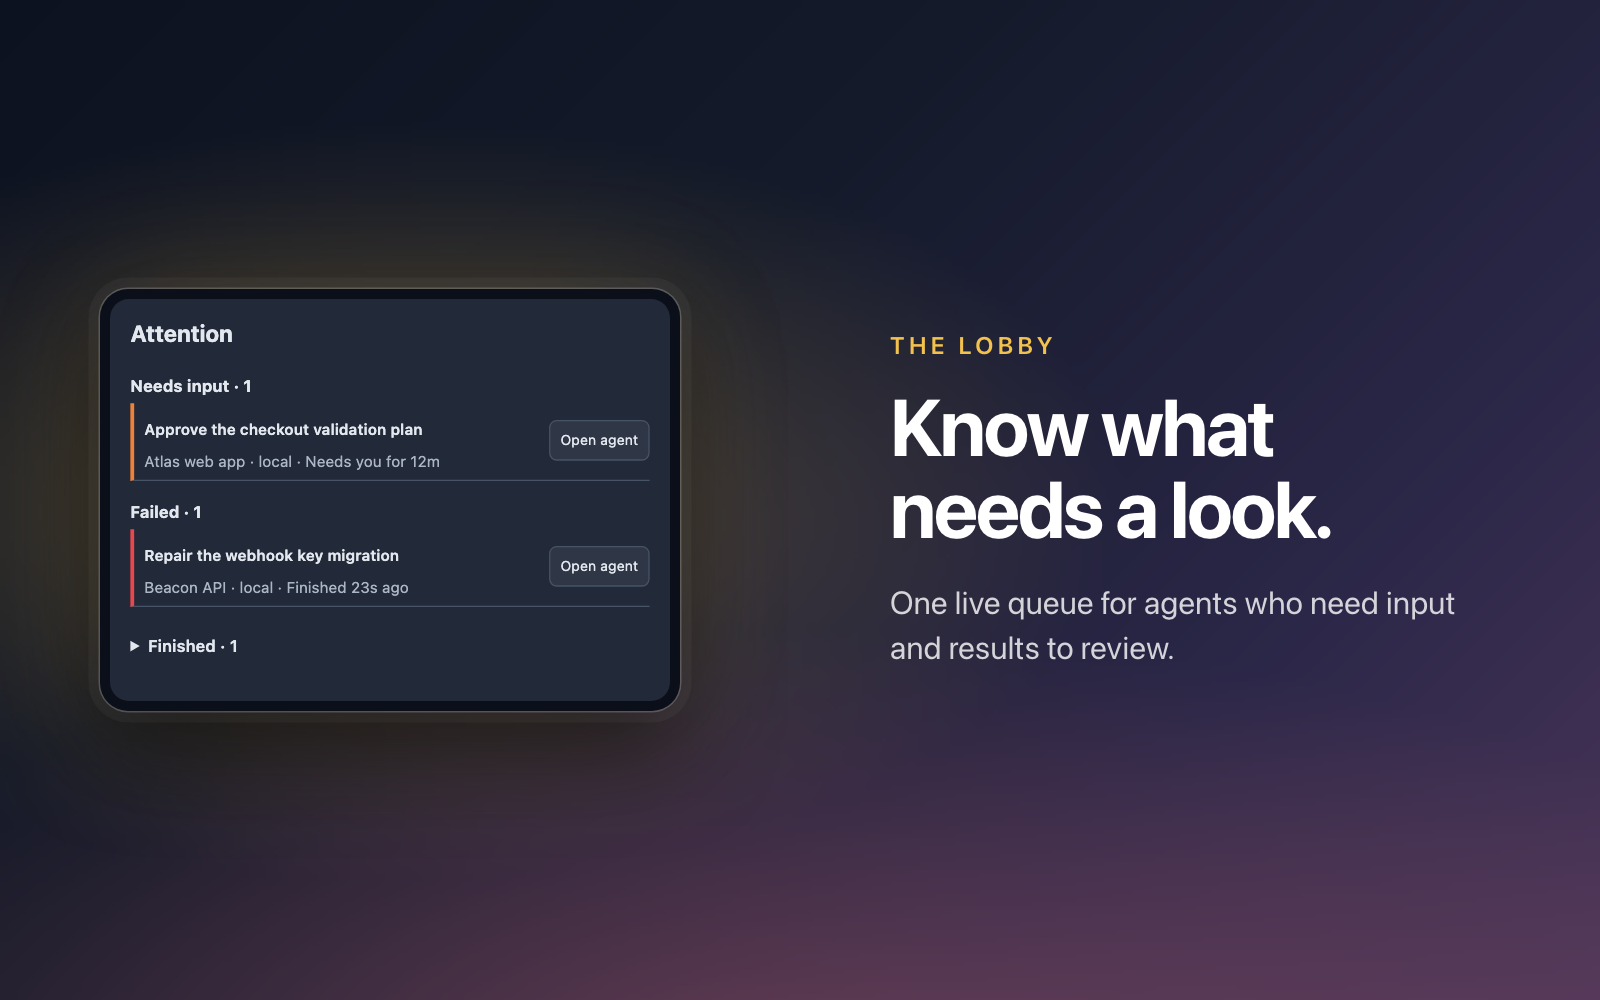 Attention
Needs input · 1
Approve the checkout validation plan
Atlas web app · local · Needs you for 12m
Open agent
Failed · 1
Repair the webhook key migration
Beacon API · local · Finished 23s ago
Open agent
Finished · 1
THE LOBBY
Know what
needs a look.
One live queue for agents who need input
and results to review.